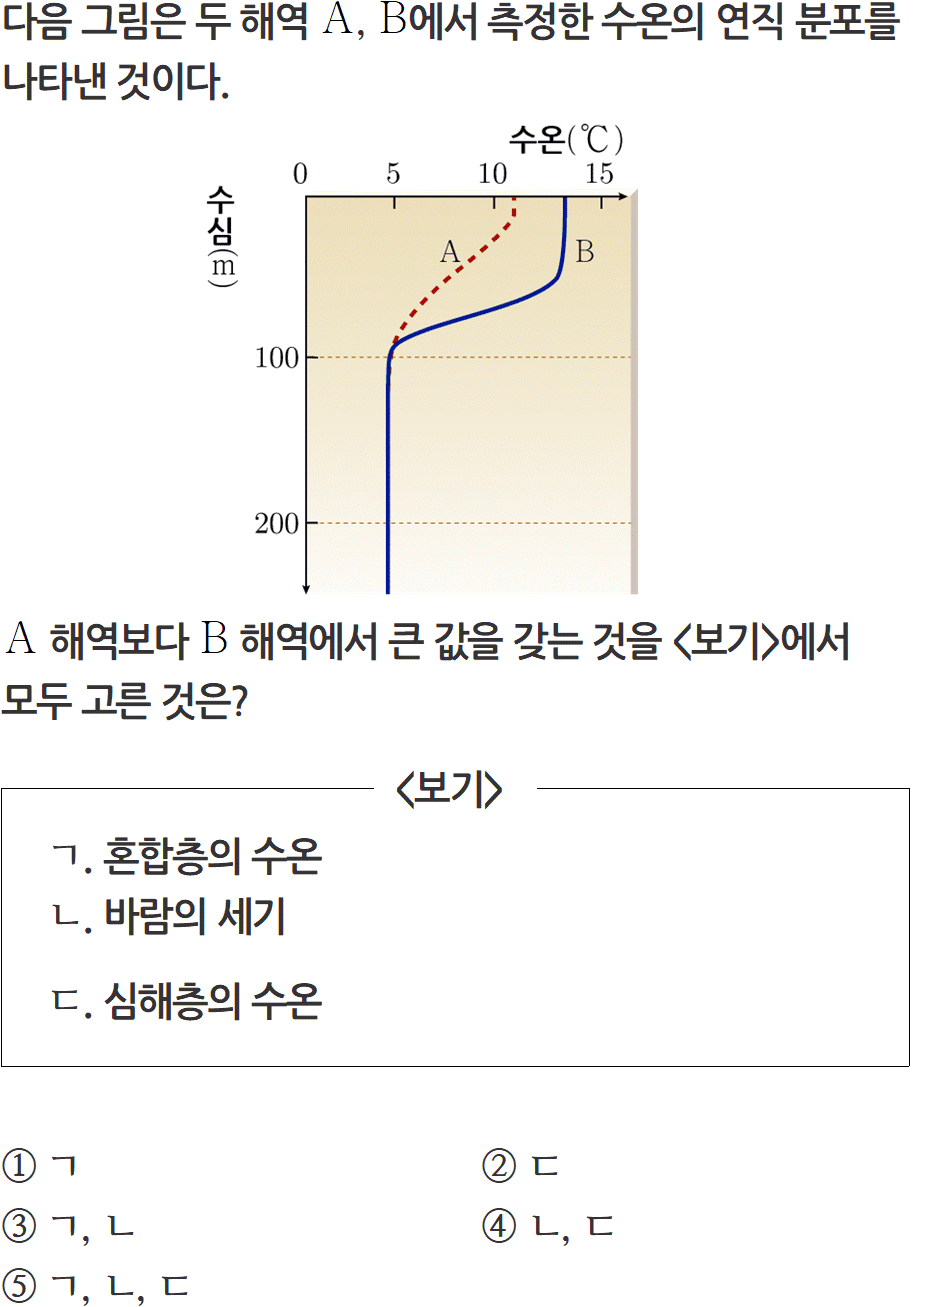 다음 그림은 두 해역 A, B에서 측정한 수온의 연직 분포를
나타낸 것이다.
수온(℃)
0 5 10 15
수심(m)
A
B
100
200
A 해역보다 B 해역에서 큰 값을 갖는 것을 <보기>에서
모두 고른 것은?
<보기>
ㄱ. 혼합층의 수온
ㄴ. 바람의 세기
ㄷ. 심해층의 수온
① ㄱ ② ㄷ
③ ㄱ, ㄴ ④ ㄴ, ㄷ
⑤ ㄱ, ㄴ, ㄷ